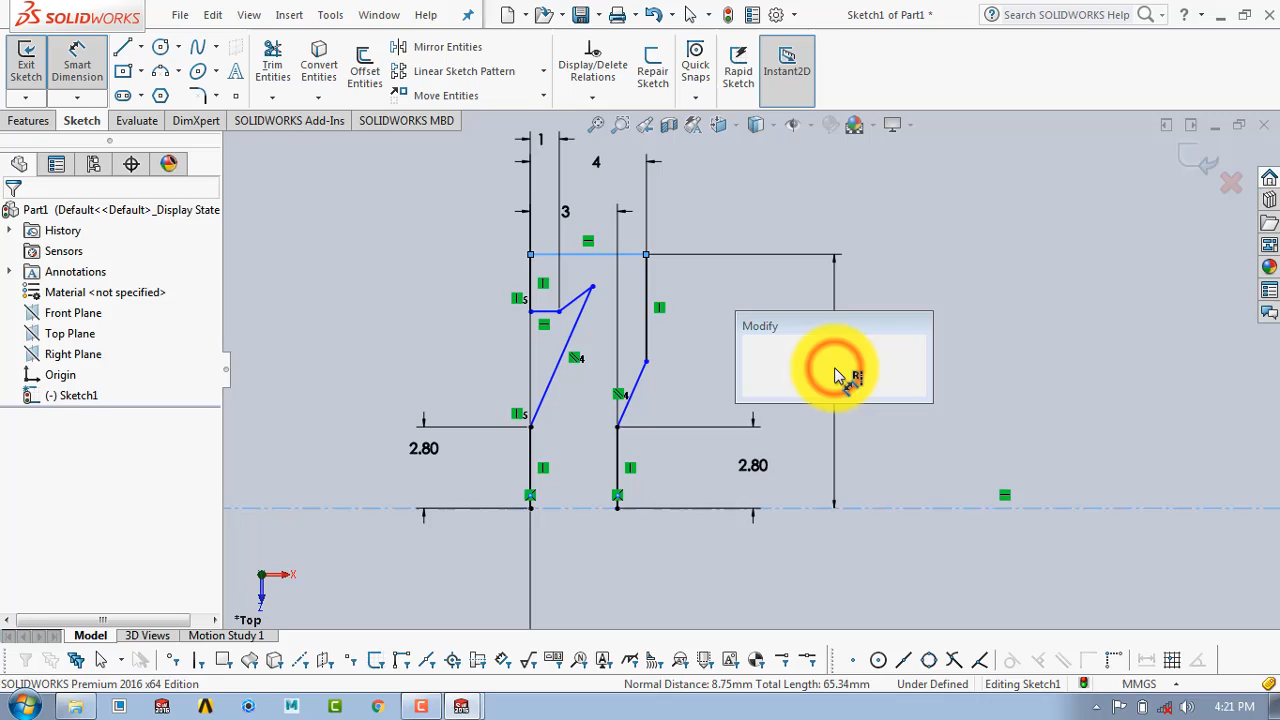 SOLIDWORKS File Edit View Insert Tools Window Help Sketch1 of Part1 * Search SOLIDWORKS Help ?
Exit Sketch Smart Dimension Trim Entities Convert Entities Offset Entities Mirror Entities Linear Sketch Pattern Move Entities Display/Delete Relations Repair Sketch Quick Snaps Rapid Sketch Instant2D
Features Sketch Evaluate DimXpert SOLIDWORKS Add-Ins SOLIDWORKS MBD
1
4
3
Part1 (Default<<Default>_Display State
History
Sensors
Annotations
Material <not specified>
Front Plane
Top Plane
Right Plane
Origin
(-) Sketch1
5
4
4
5
Modify
2.80
2.80
X
Z
*Top
Model 3D Views Motion Study 1
SOLIDWORKS Premium 2016 x64 Edition Normal Distance: 8.75mm Total Length: 65.34mm Under Defined Editing Sketch1 MMGS
4:21 PM